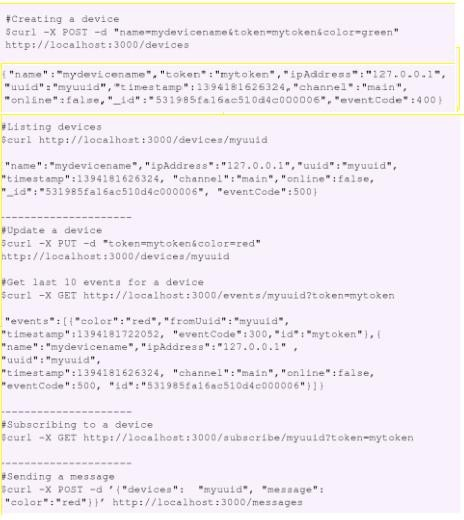 #Creating a device
$curl -X POST -d "name=mydevicename&token=mytoken&color=green"
http://localhost:3000/devices
{"name":"mydevicename","token":"mytoken","ipAddress":"127.0.0.1",
"uuid":"myuuid","timestamp":1394181626324,"channel":"main",
"online":false,"_id":"531985fa16ac510d4c000006","eventCode":400}
#Listing devices
$curl http://localhost:3000/devices/myuuid
"name":"mydevicename","ipAddress":"127.0.0.1","uuid":"myuuid",
"timestamp":1394181626324, "channel":"main","online":false,
"_id":"531985fa16ac510d4c000006", "eventCode":500}
--------------------
#Update a device
$curl -X PUT -d "token=mytoken&color=red"
http://localhost:3000/devices/myuuid
#Get last 10 events for a device
$curl -X GET http://localhost:3000/events/myuuid?token=mytoken
"events":[{"color":"red","fromUuid":"myuuid",
"timestamp":1394181722052, "eventCode":300,"id":"mytoken"},{
"name":"mydevicename","ipAddress":"127.0.0.1" ,
"uuid":"myuuid",
"timestamp":1394181626324, "channel":"main","online":false,
"eventCode":500, "id":"531985fa16ac510d4c000006"}]}
--------------------
#Subscribing to a device
$curl -X GET http://localhost:3000/subscribe/myuuid?token=mytoken
--------------------
#Sending a message
$curl -X POST -d '{"devices": "myuuid", "message":
"color":"red"}}' http://localhost:3000/messages